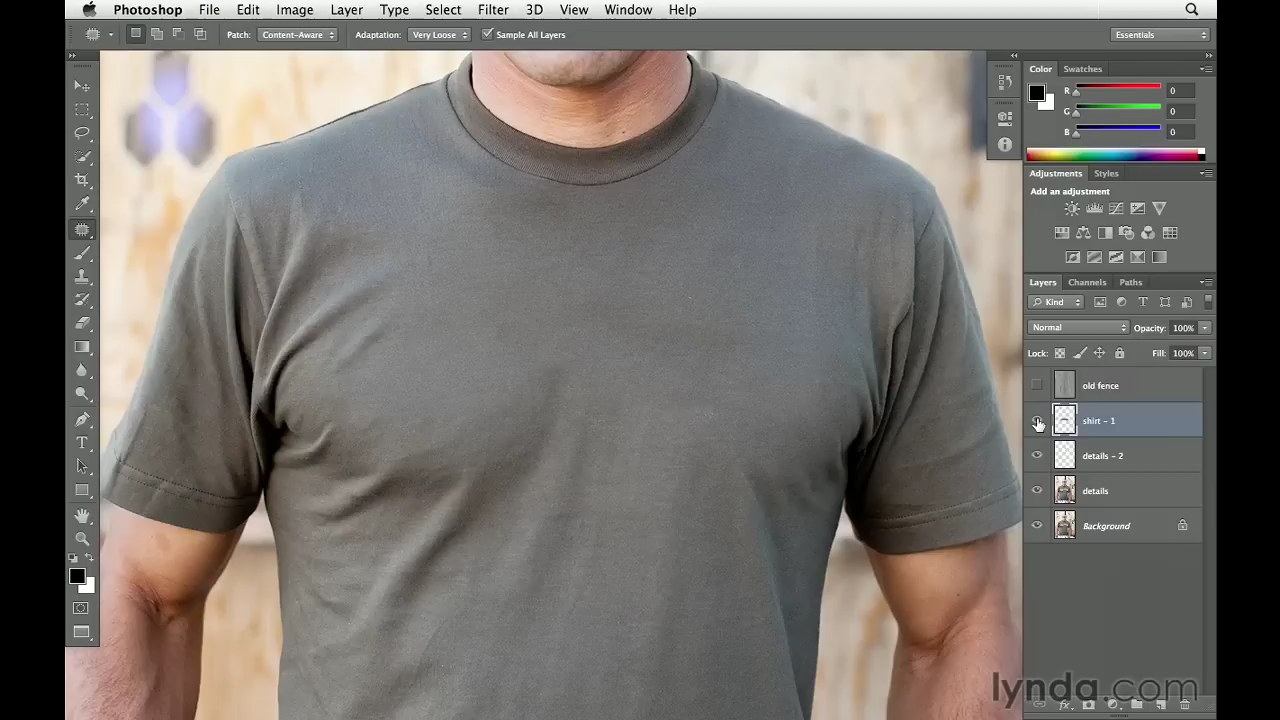 Photoshop File Edit Image Layer Type Select Filter 3D View Window Help
Patch: Content-Aware Adaptation: Very Loose Sample All Layers Essentials
Color Swatches
R 0
G 0
B 0
Adjustments Styles
Add an adjustment
Layers Channels Paths
Kind
Normal Opacity: 100%
Lock: Fill: 100%
old fence
shirt - 1
details - 2
details
Background
T
fx
lynda.com